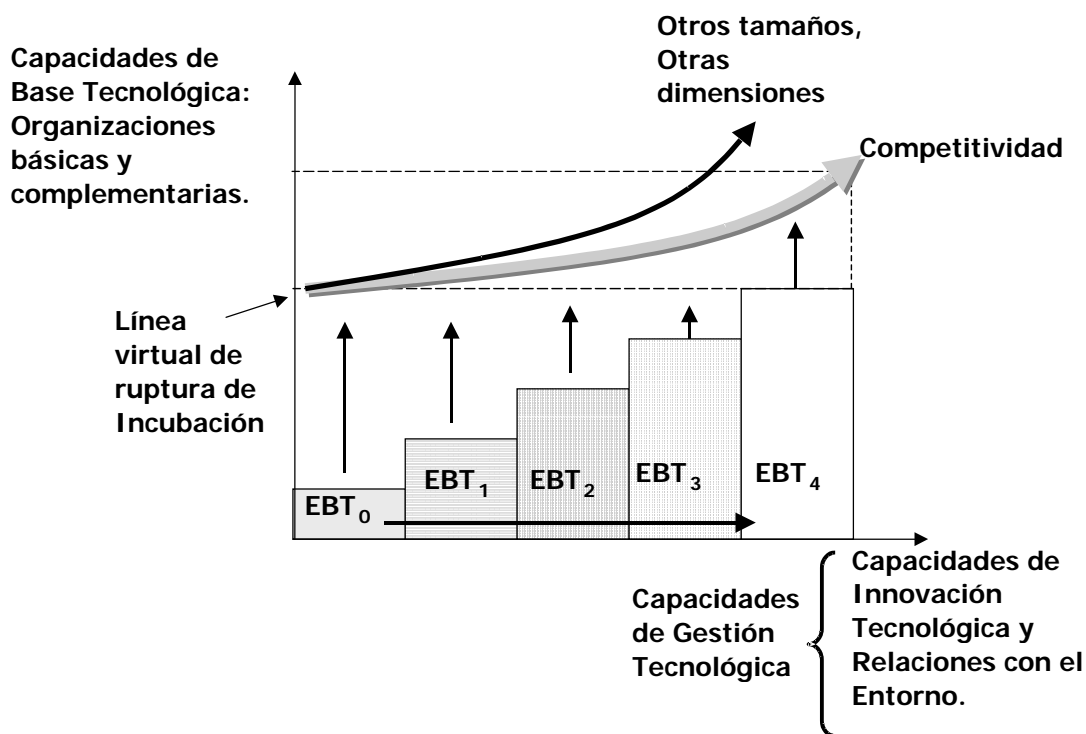 Otros tamaños,
Otras
dimensiones
Capacidades de
Base Tecnológica:
Organizaciones
básicas y
complementarias.
Competitividad
Línea
virtual de
ruptura de
Incubación
EBT0
EBT1
EBT2
EBT3
EBT4
Capacidades
de Gestión
Tecnológica
Capacidades de
Innovación
Tecnológica y
Relaciones con el
Entorno.